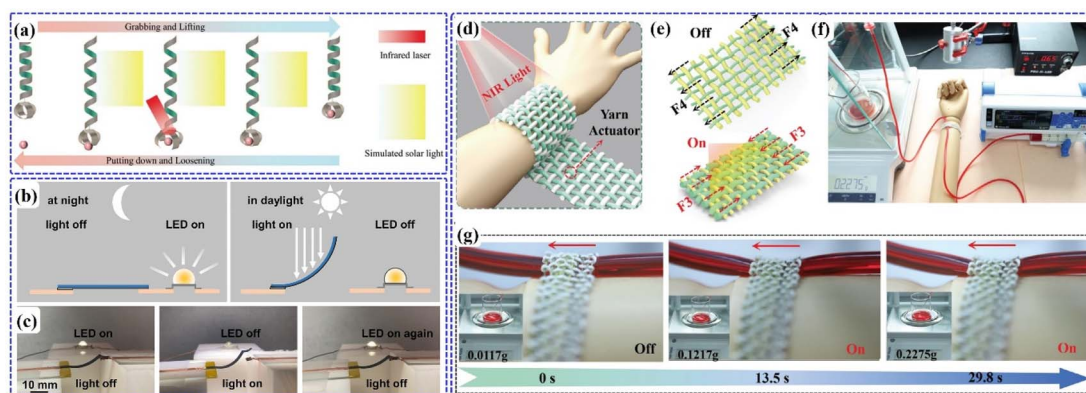 (a)
Grabbing and Lifting
Infrared laser
Simulated solar light
Putting down and Loosening
(b)
at night
light off
LED on
in daylight
light on
LED off
(c)
LED on
light off
LED off
light on
LED on again
light off
10 mm
(d)
NIR Light
Yarn
Actuator
(e)
Off
F4
F4
On
F3
F3
(f)
02275
(g)
0.0117g
Off
0.1217g
On
0.2275g
On
0 s
13.5 s
29.8 s